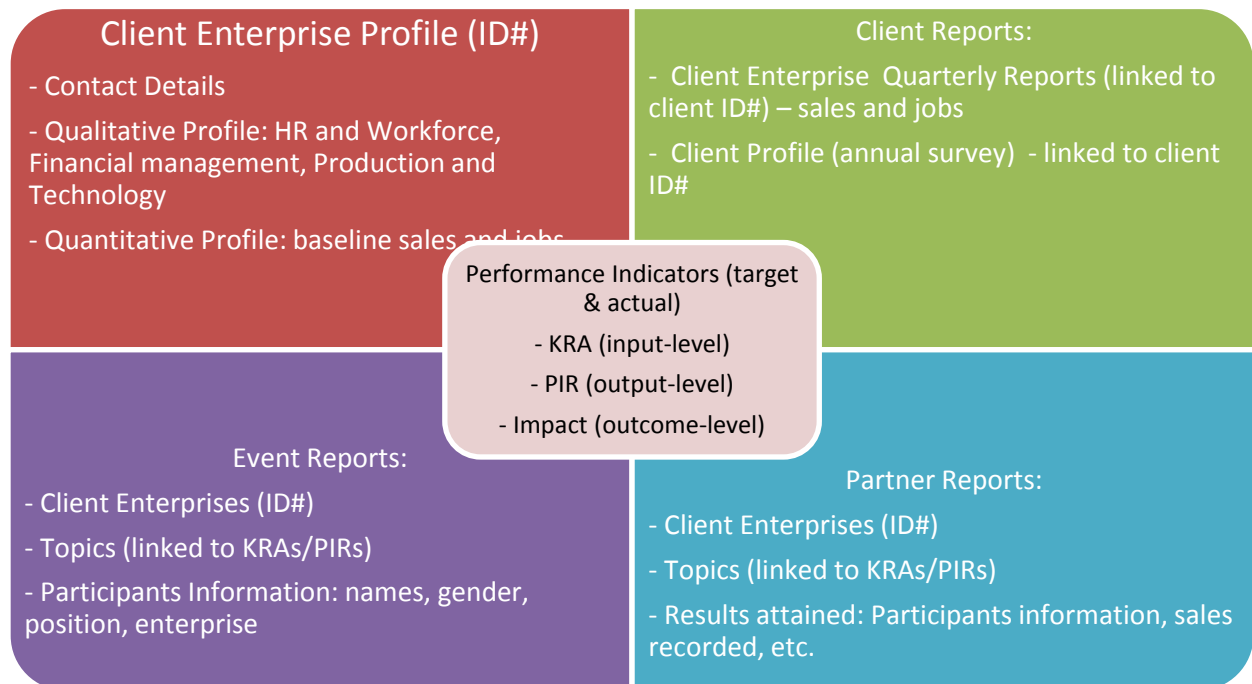 Client Enterprise Profile (ID#)
- Contact Details
- Qualitative Profile: HR and Workforce,
Financial management, Production and
Technology
- Quantitative Profile: baseline sales and jobs
Client Reports:
- Client Enterprise Quarterly Reports (linked to
client ID#) – sales and jobs
- Client Profile (annual survey) - linked to client
ID#
Performance Indicators (target
& actual)
- KRA (input-level)
- PIR (output-level)
- Impact (outcome-level)
Event Reports:
- Client Enterprises (ID#)
- Topics (linked to KRAs/PIRs)
- Participants Information: names, gender,
position, enterprise
Partner Reports:
- Client Enterprises (ID#)
- Topics (linked to KRAs/PIRs)
- Results attained: Participants information, sales
recorded, etc.